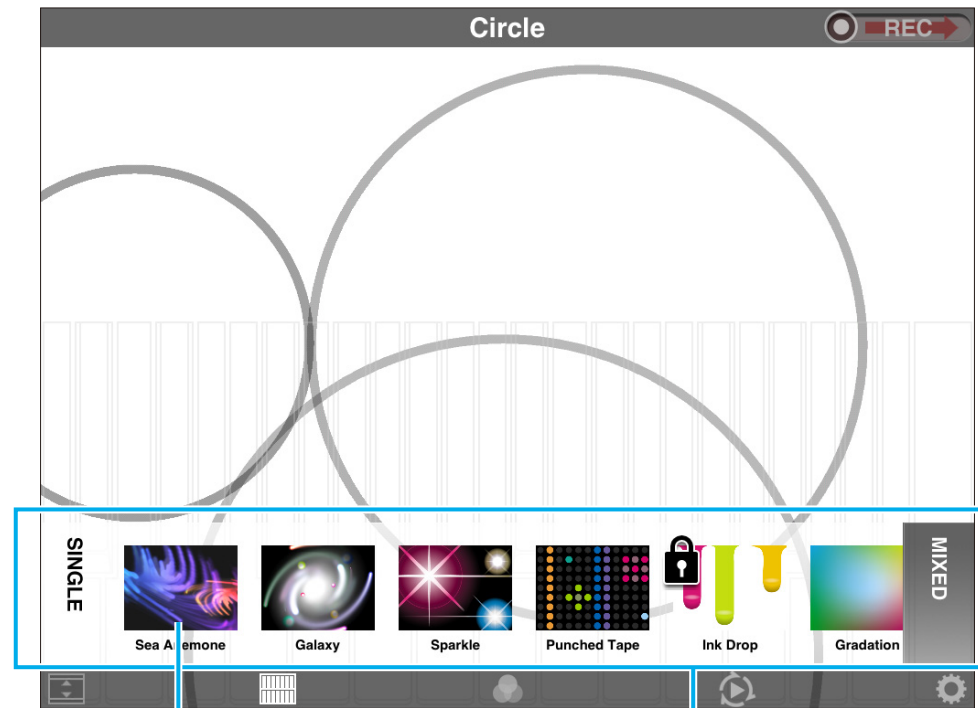 Circle
REC
SINGLE
MIXED
Sea Anemone
Galaxy
Sparkle
Punched Tape
Ink Drop
Gradation